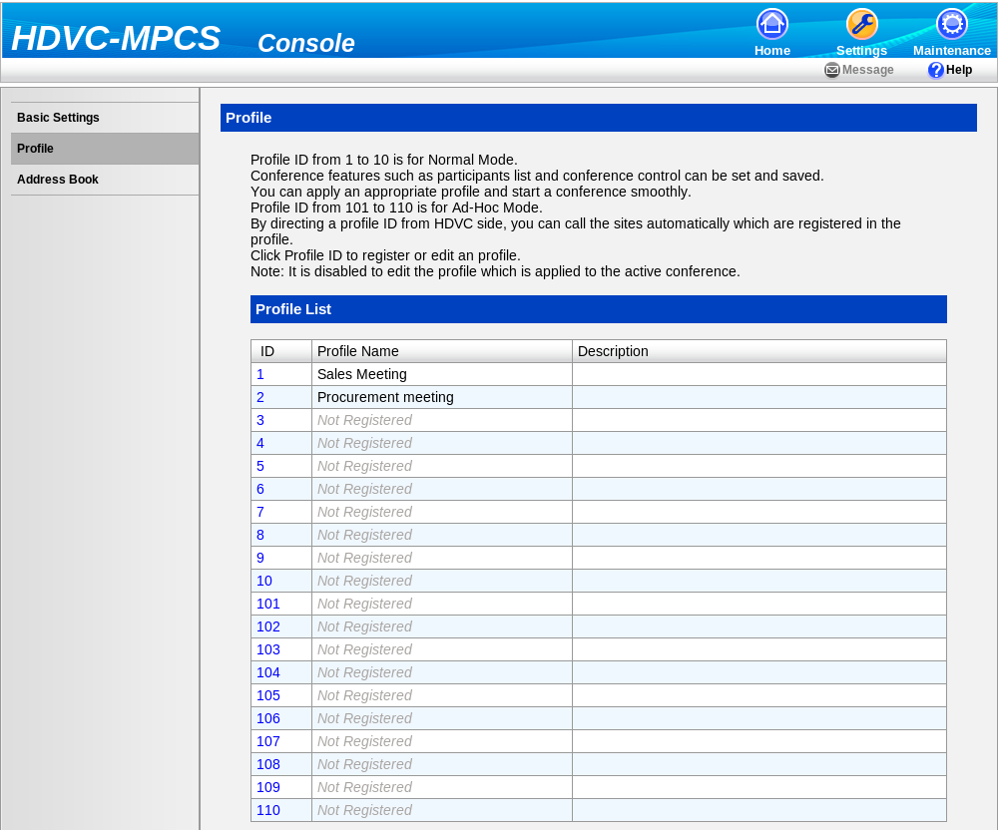 HDVC-MPCS Console
Home Settings Maintenance
Message Help
Basic Settings
Profile
Address Book
Profile
Profile ID from 1 to 10 is for Normal Mode.
Conference features such as participants list and conference control can be set and saved.
You can apply an appropriate profile and start a conference smoothly.
Profile ID from 101 to 110 is for Ad-Hoc Mode.
By directing a profile ID from HDVC side, you can call the sites automatically which are registered in the
profile.
Click Profile ID to register or edit an profile.
Note: It is disabled to edit the profile which is applied to the active conference.
Profile List
ID Profile Name Description
1 Sales Meeting
2 Procurement meeting
3 Not Registered
4 Not Registered
5 Not Registered
6 Not Registered
7 Not Registered
8 Not Registered
9 Not Registered
10 Not Registered
101 Not Registered
102 Not Registered
103 Not Registered
104 Not Registered
105 Not Registered
106 Not Registered
107 Not Registered
108 Not Registered
109 Not Registered
110 Not Registered